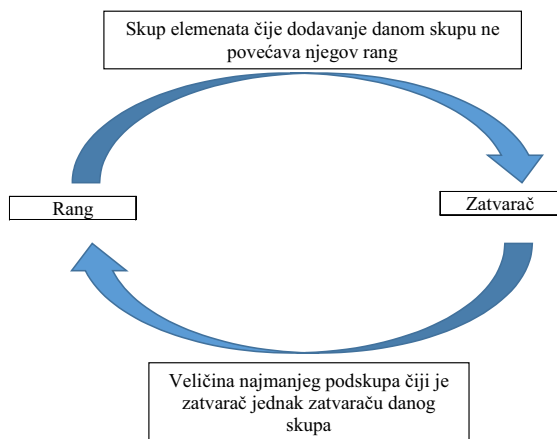 Skup elemenata čije dodavanje danom skupu ne
povećava njegov rang
Rang
Zatvarač
Veličina najmanjeg podskupa čiji je
zatvarač jednak zatvaraču danog
skupa